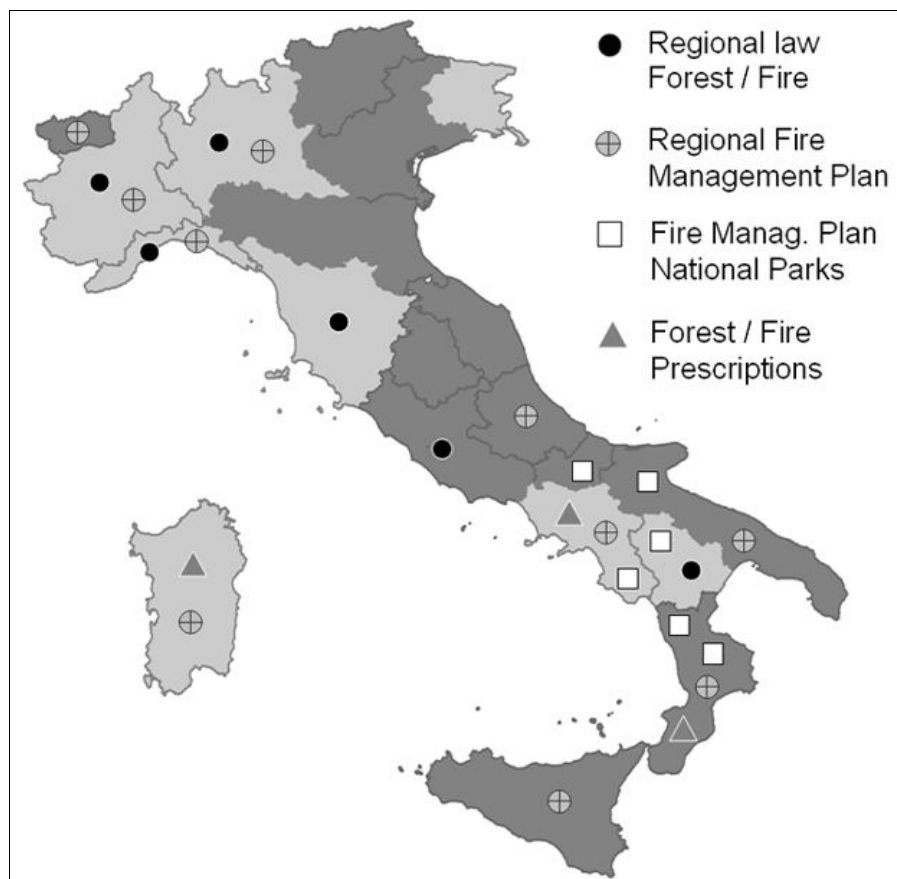 Regional law
Forest / Fire
Regional Fire
Management Plan
Fire Manag. Plan
National Parks
Forest / Fire
Prescriptions